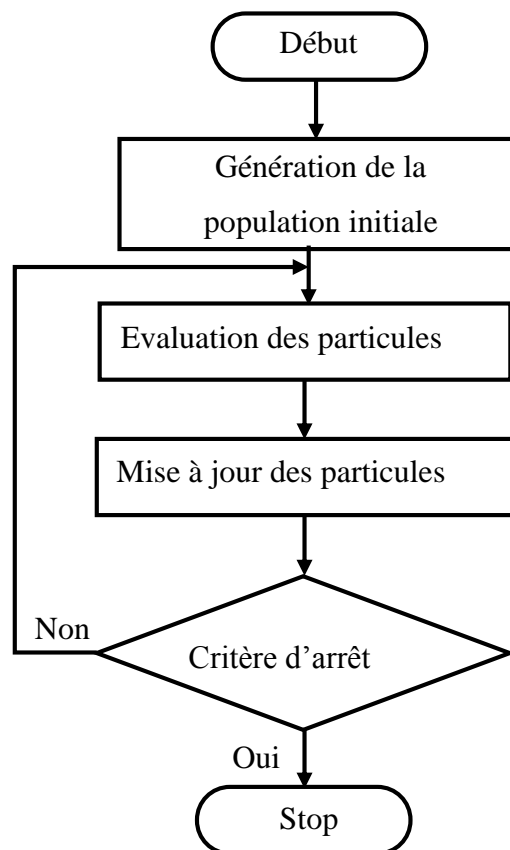 Début
Génération de la
population initiale
Evaluation des particules
Mise à jour des particules
Non
Critère d’arrêt
Oui
Stop